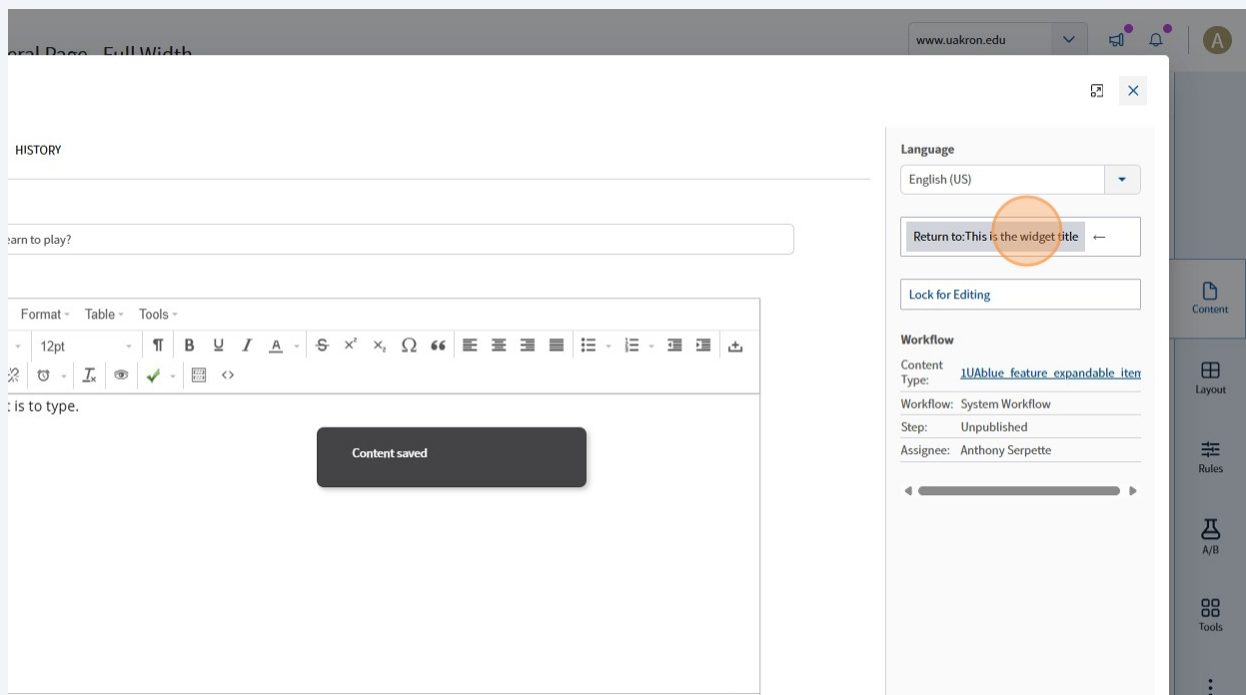 eral Page - Full Width
www.uakron.edu
A
HISTORY
Language
English (US)
earn to play?
Return to:This is the widget title ←
Lock for Editing
Content
Format Table Tools
12pt
Workflow
Content Type: 1UAblue_feature_expandable_item
Workflow: System Workflow
Step: Unpublished
Assignee: Anthony Serpette
t is to type.
Content saved
Layout
Rules
A/B
Tools